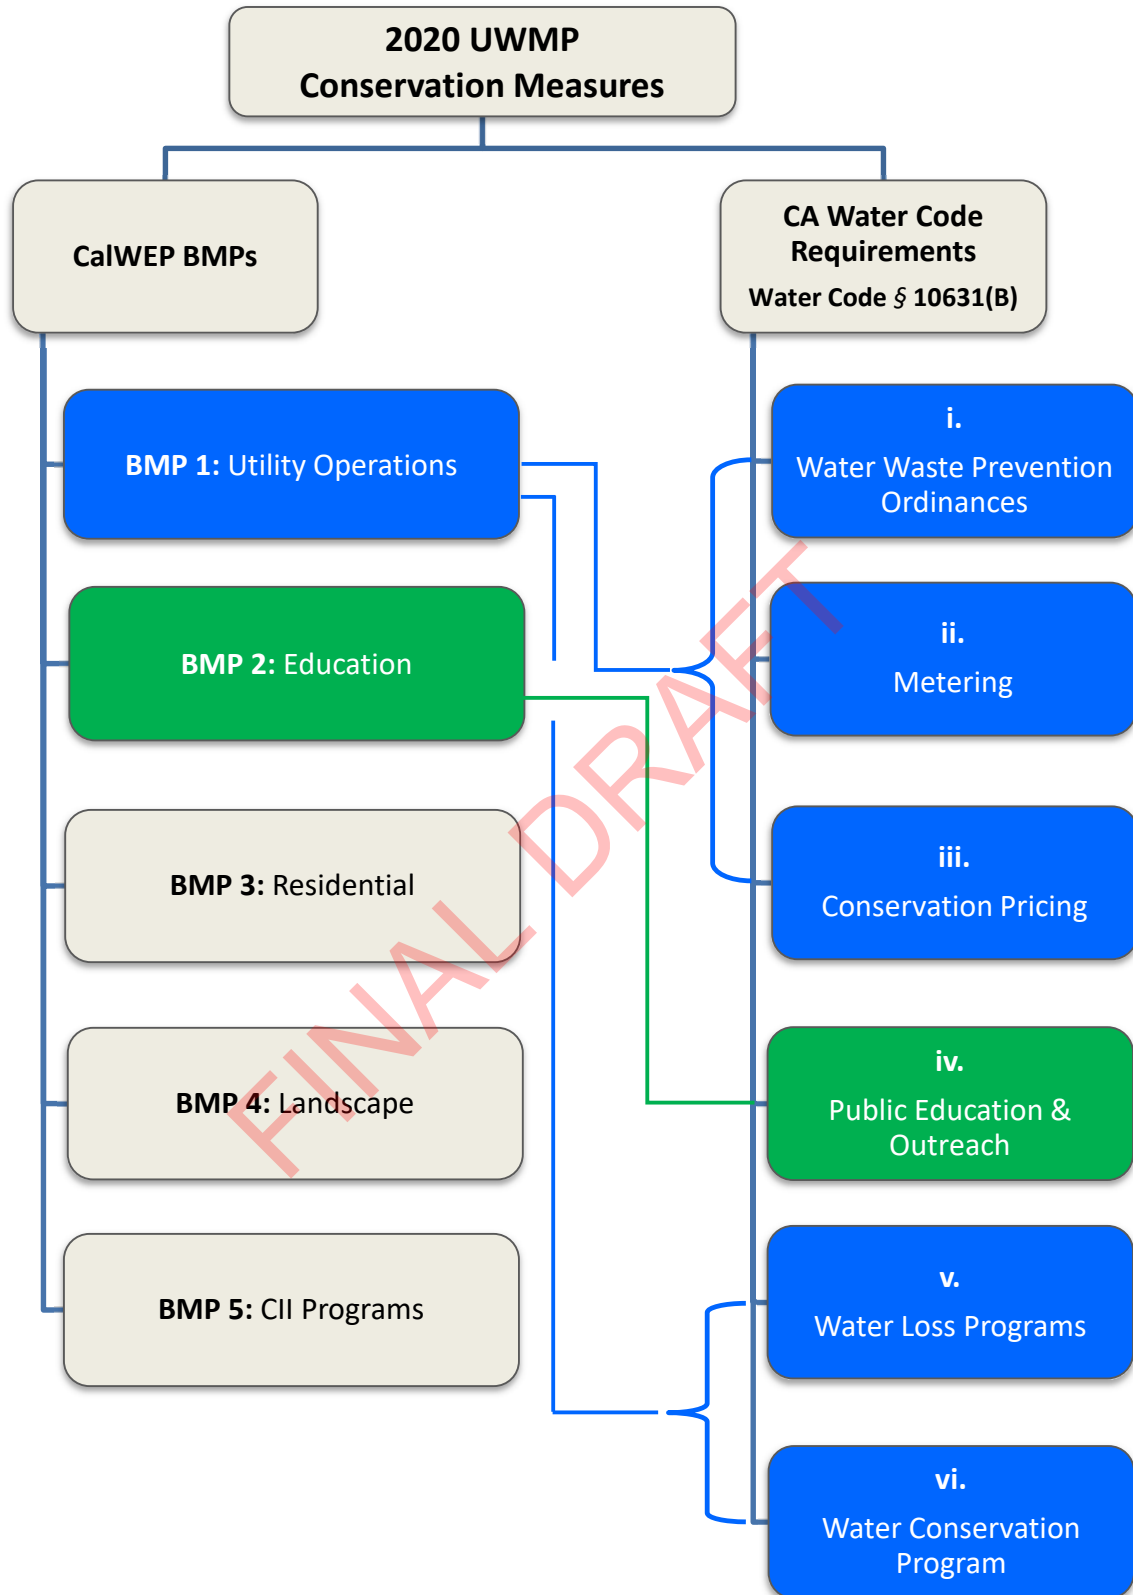 2020 UWMP
Conservation Measures
CalWEP BMPs
BMP 1: Utility Operations
BMP 2: Education
BMP 3: Residential
BMP 4: Landscape
BMP 5: CII Programs
CA Water Code
Requirements
Water Code § 10631(B)
i.
Water Waste Prevention
Ordinances
ii.
Metering
iii.
Conservation Pricing
iv.
Public Education &
Outreach
v.
Water Loss Programs
vi.
Water Conservation
Program
FINAL DRAFT